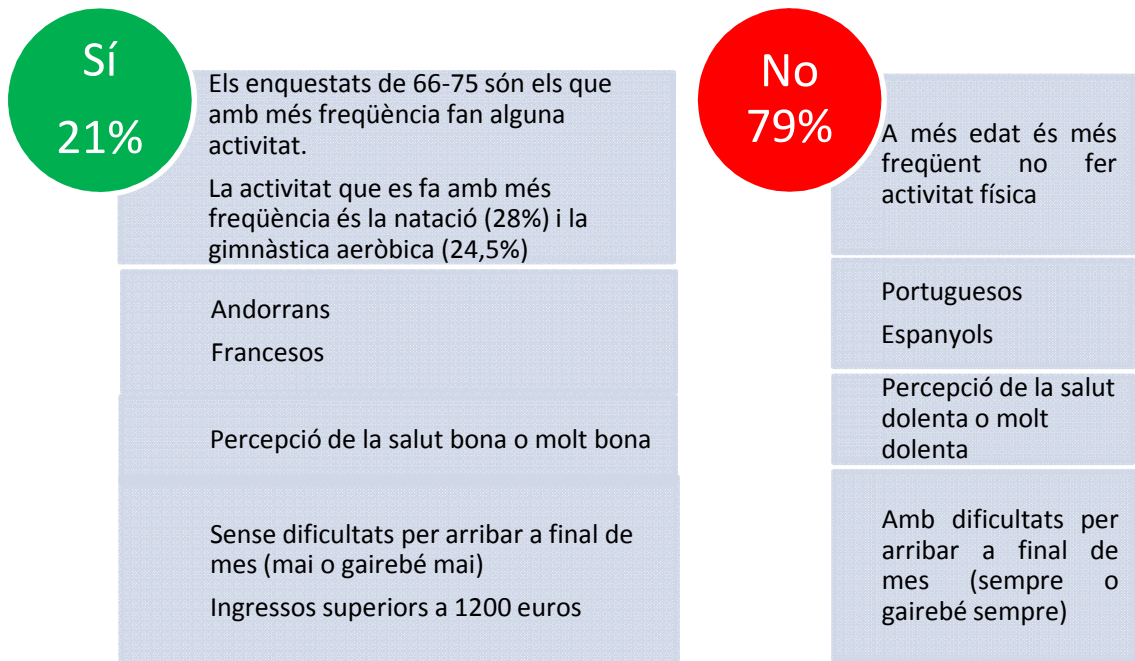 Sí
21%
Els enquestats de 66-75 són els que
amb més freqüència fan alguna
activitat.
La activitat que es fa amb més
freqüència és la natació (28%) i la
gimnàstica aeròbica (24,5%)
Andorrans
Francesos
Percepció de la salut bona o molt bona
Sense dificultats per arribar a final de
mes (mai o gairebé mai)
Ingressos superiors a 1200 euros
No
79%
A més edat és més
freqüent no fer
activitat física
Portuguesos
Espanyols
Percepció de la salut
dolenta o molt
dolenta
Amb dificultats per
arribar a final de
mes (sempre o
gairebé sempre)